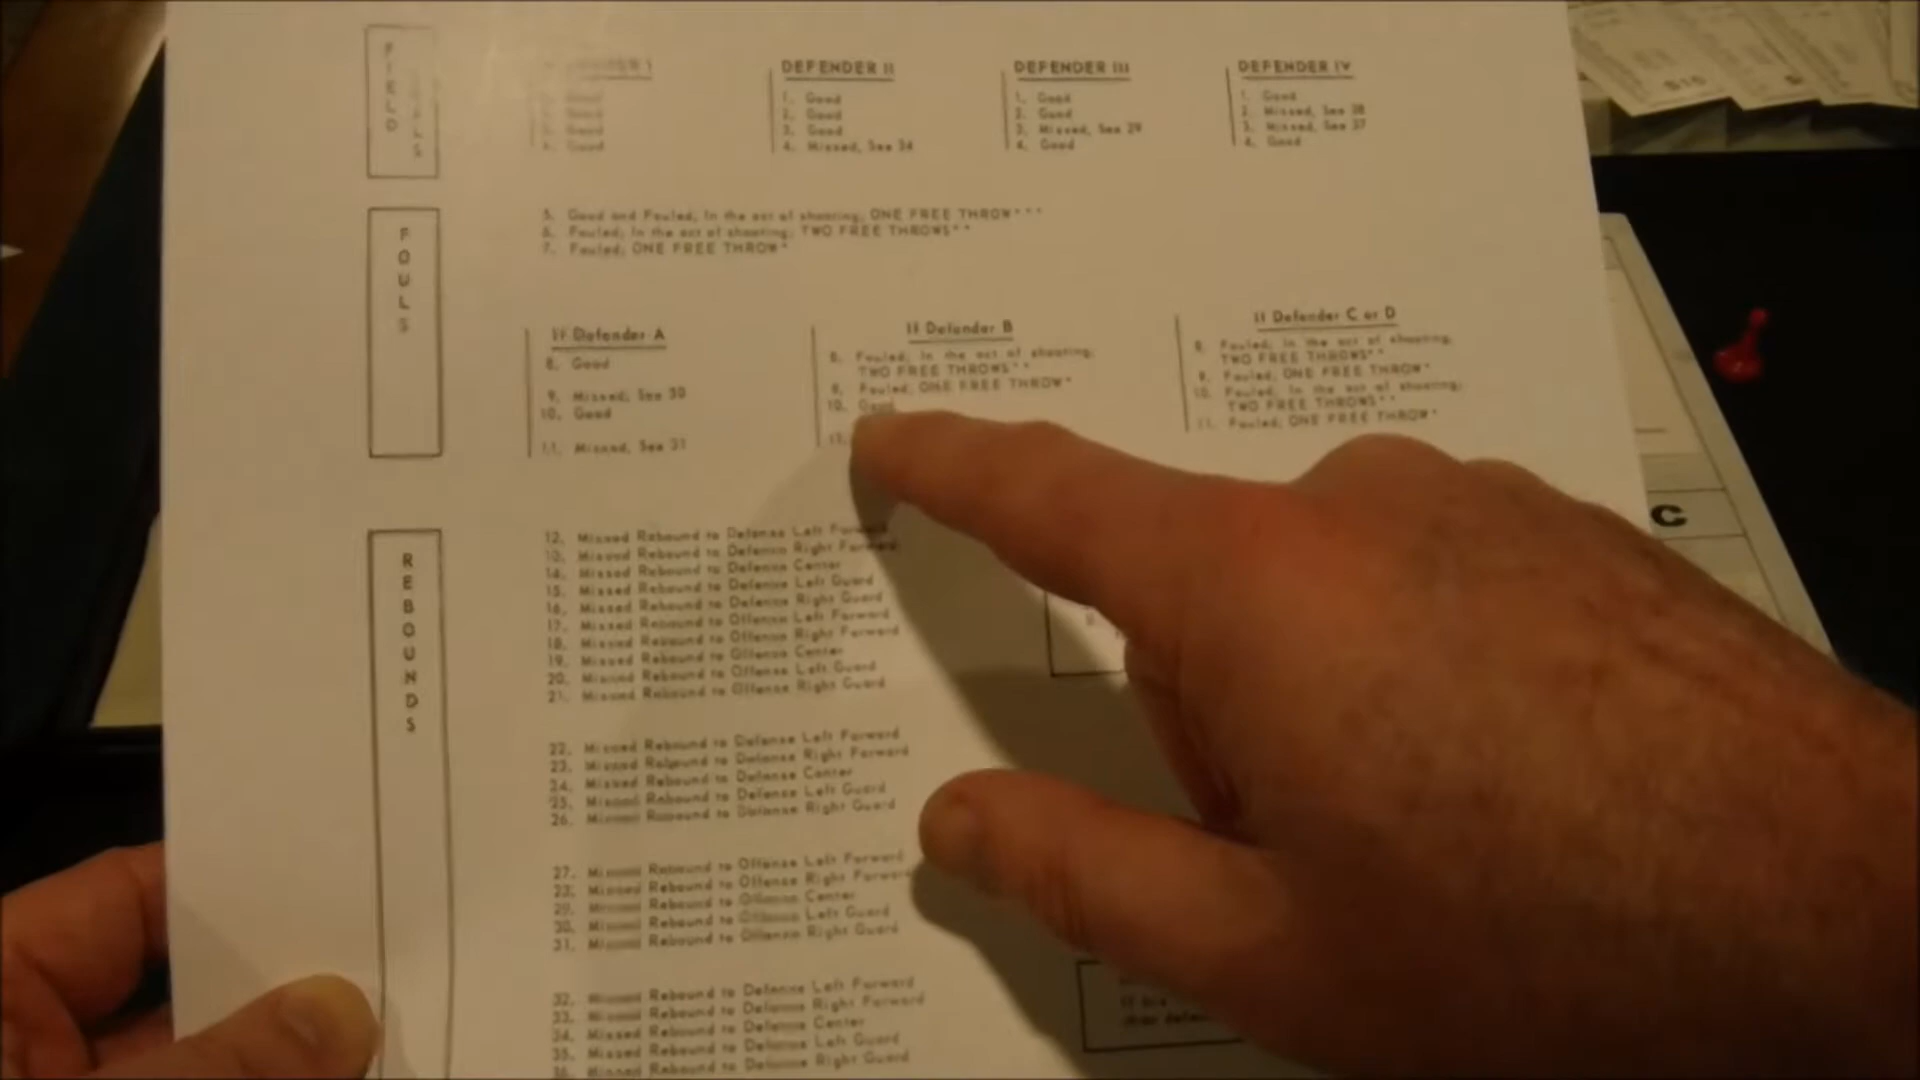 FIELD
DEFENDER II
DEFENDER III
DEFENDER IV
1. Good
2. Good
3. Good
4. Good
1. Good
2. Good
3. Good
4. Missed, See 34
1. Good
2. Good
3. Missed, See 29
4. Good
1. Good
2. Missed, See 38
3. Missed, See 37
4. Good
FOULS
5. Good and Fouled; In the act of shooting; ONE FREE THROW***
6. Fouled; In the act of shooting; TWO FREE THROWS**
7. Fouled; ONE FREE THROW*
If Defender A
8. Good
9. Missed, See 30
10. Good
11. Missed, See 31
If Defender B
8. Fouled; In the act of shooting;
TWO FREE THROWS**
9. Fouled; ONE FREE THROW*
10. Good
11.
If Defender C or D
8. Fouled; In the act of shooting;
TWO FREE THROWS**
9. Fouled; ONE FREE THROW*
10. Fouled; In the act of shooting;
TWO FREE THROWS**
11. Fouled; ONE FREE THROW*
C
REBOUNDS
12. Missed Rebound to Defense Left Forward
13. Missed Rebound to Defense Right Forward
14. Missed Rebound to Defense Center
15. Missed Rebound to Defense Left Guard
16. Missed Rebound to Defense Right Guard
17. Missed Rebound to Offense Left Forward
18. Missed Rebound to Offense Right Forward
19. Missed Rebound to Offense Center
20. Missed Rebound to Offense Left Guard
21. Missed Rebound to Offense Right Guard
22. Missed Rebound to Defense Left Forward
23. Missed Rebound to Defense Right Forward
24. Missed Rebound to Defense Center
25. Missed Rebound to Defense Left Guard
26. Missed Rebound to Defense Right Guard
27. Missed Rebound to Offense Left Forward
28. Missed Rebound to Offense Right Forward
29. Missed Rebound to Offense Center
30. Missed Rebound to Offense Left Guard
31. Missed Rebound to Offense Right Guard
32. Missed Rebound to Defense Left Forward
33. Missed Rebound to Defense Right Forward
34. Missed Rebound to Defense Center
35. Missed Rebound to Defense Left Guard
36. Missed Rebound to Defense Right Guard